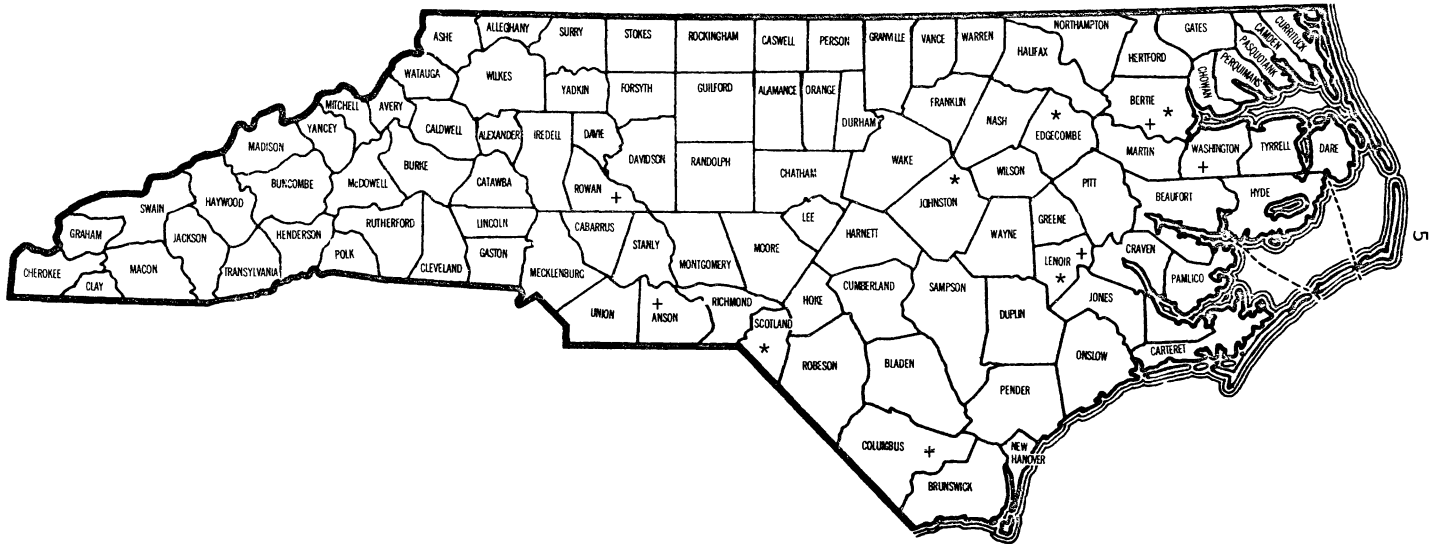 ASHE
ALLEGHANY
SURRY
STOKES
ROCKINGHAM
CASWELL
PERSON
GRANVILLE
VANCE
WARREN
NORTHAMPTON
HALIFAX
HERTFORD
GATES
CURRITUCK
CAMDEN
PASQUOTANK
PERQUIMANS
CHOWAN
WATAUGA
WILKES
YADKIN
FORSYTH
GUILFORD
ALAMANCE
ORANGE
DURHAM
FRANKLIN
NASH
EDGECOMBE
*
BERTIE
*
+
MITCHELL
AVERY
YANCEY
CALDWELL
ALEXANDER
IREDELL
DAVIE
DAVIDSON
RANDOLPH
CHATHAM
WAKE
WILSON
MARTIN
WASHINGTON
+
TYRRELL
DARE
MADISON
BUNCOMBE
McDOWELL
BURKE
CATAWBA
ROWAN
+
JOHNSTON
*
PITT
BEAUFORT
HYDE
SWAIN
HAYWOOD
RUTHERFORD
LINCOLN
CABARRUS
STANLY
MOORE
LEE
HARNETT
WAYNE
GREENE
CRAVEN
GRAHAM
JACKSON
HENDERSON
POLK
CLEVELAND
GASTON
MECKLENBURG
MONTGOMERY
LENOIR
+
*
PAMLICO
5
CHEROKEE
CLAY
MACON
TRANSYLVANIA
UNION
ANSON
+
RICHMOND
SCOTLAND
*
HOKE
CUMBERLAND
SAMPSON
DUPLIN
JONES
ONSLOW
CARTERET
ROBESON
BLADEN
PENDER
COLUMBUS
+
NEW
HANOVER
BRUNSWICK